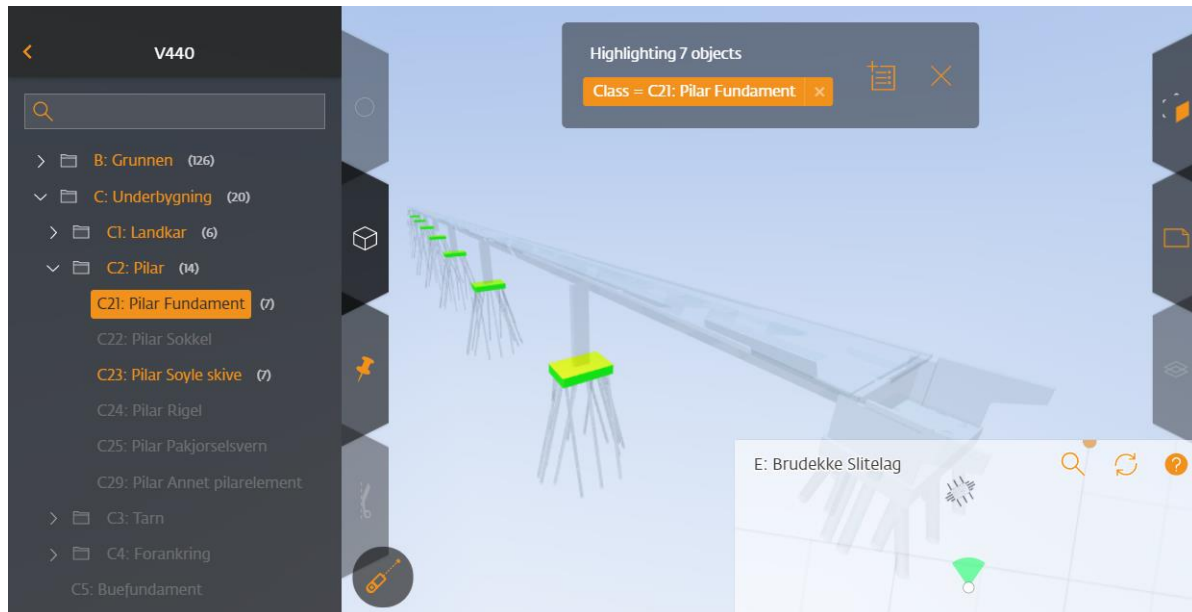 V440
B: Grunnen (126)
C: Underbygning (20)
C1: Landkar (6)
C2: Pilar (14)
C21: Pilar Fundament (7)
C22: Pilar Sokkel
C23: Pilar Soyle skive (7)
C24: Pilar Rigel
C25: Pilar Pakjorselsvern
C29: Pilar Annet pilarelement
C3: Tarn
C4: Forankring
C5: Buefundament
Highlighting 7 objects
Class = C21: Pilar Fundament ×
E: Brudekke Slitelag
?